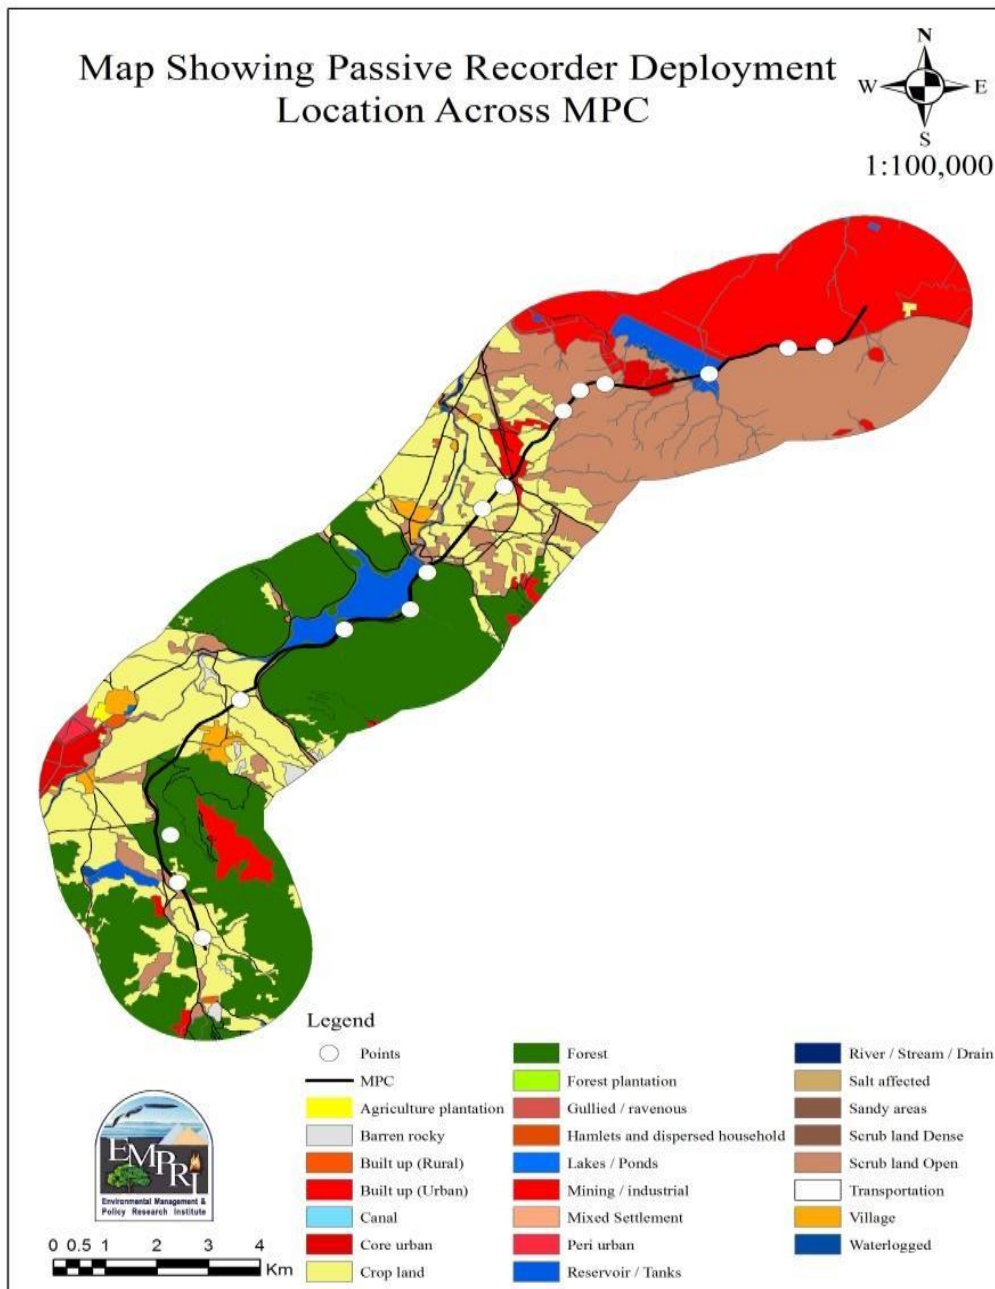 Map Showing Passive Recorder Deployment
Location Across MPC
N
W
E
S
1:100,000
Legend
Points
MPC
Agriculture plantation
Barren rocky
Built up (Rural)
Built up (Urban)
Canal
Core urban
Crop land
Forest
Forest plantation
Gullied / ravenous
Hamlets and dispersed household
Lakes / Ponds
Mining / industrial
Mixed Settlement
Peri urban
Reservoir / Tanks
River / Stream / Drain
Salt affected
Sandy areas
Scrub land Dense
Scrub land Open
Transportation
Village
Waterlogged
EMPRI
Environmental Management &
Policy Research Institute
0 0.5 1 2 3 4
Km